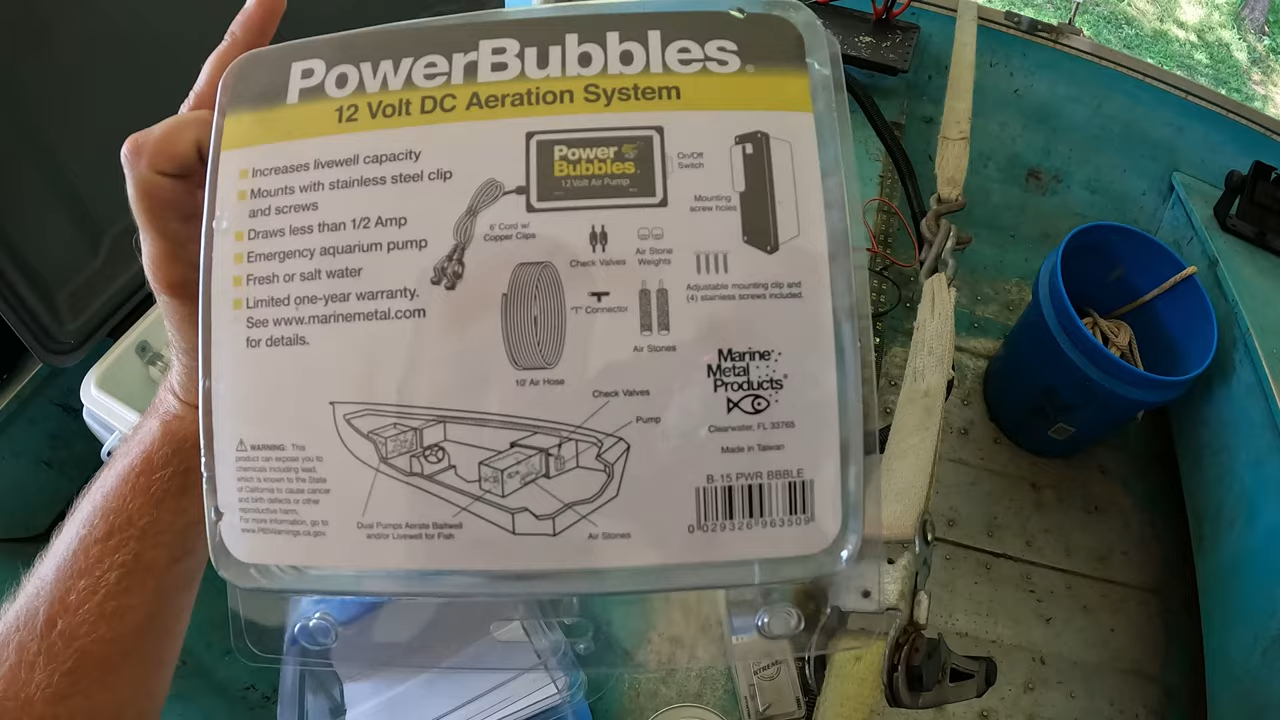 PowerBubbles®
12 Volt DC Aeration System
Increases livewell capacity
Mounts with stainless steel clip
and screws
Draws less than 1/2 Amp
Emergency aquarium pump
Fresh or salt water
Limited one-year warranty.
See www.marinemetal.com
for details.
Power
Bubbles
12 Volt Air Pump
On/Off
Switch
Mounting
screw holes
6' Cord w/
Copper Clips
Check Valves
Air Stone
Weights
"T" Connector
Adjustable mounting clip and
(4) stainless screws included.
Air Stones
10' Air Hose
Marine
Metal
Products®
Clearwater, FL 33765
Made in Taiwan
Check Valves
Pump
Dual Pumps Aerate Baitwell
and/or Livewell for Fish
Air Stones
WARNING: This
product can expose you to
chemicals including lead,
which is known to the State
of California to cause cancer
and birth defects or other
reproductive harm.
For more information, go to
www.P65Warnings.ca.gov
B-15 PWR BBBLE
0 029326 963509
XTREME